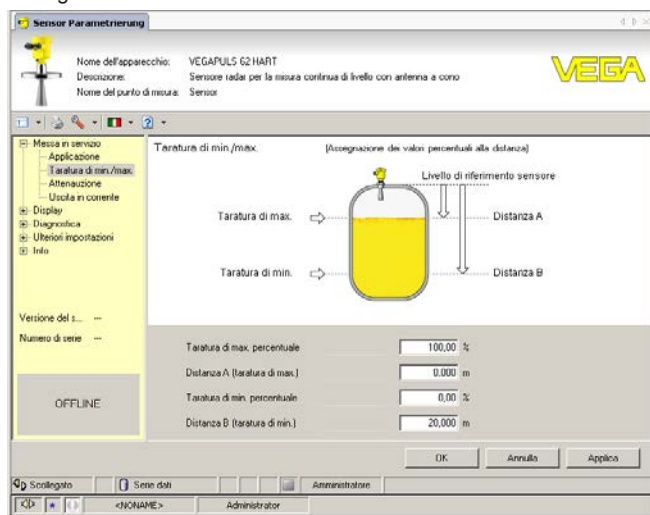 Sensor Parametrierung
Nome dell'apparecchio: VEGAPULS 62 HART
Descrizione: Sensore radar per la misura continua di livello con antenna a cono
Nome del punto di misura: Sensor
VEGA
Messa in servizio
Applicazione
Taratura di min./max.
Attenuazione
Uscita in corrente
Display
Diagnostica
Ulteriori impostazioni
Info
Versione del s... ---
Numero di serie ---
OFFLINE
Taratura di min./max. (Assegnazione dei valori percentuali alla distanza)
Livello di riferimento sensore
Taratura di max. Distanza A
Taratura di min. Distanza B
Taratura di max. percentuale 100,00 %
Distanza A (taratura di max.) 0.000 m
Taratura di min. percentuale 0,00 %
Distanza B (taratura di min.) 20,000 m
OK Annulla Applica
Scollegato Serie dati Amministratore
<NONAME> Administrator